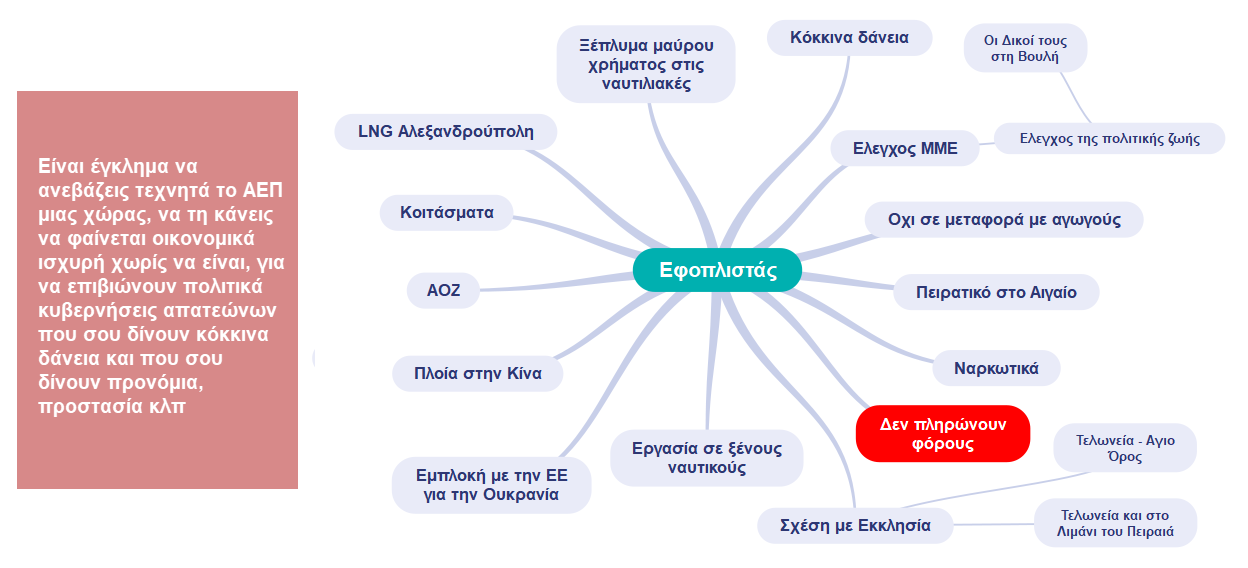 Είναι έγκλημα να
ανεβάζεις τεχνητά το ΑΕΠ
μιας χώρας, να τη κάνεις
να φαίνεται οικονομικά
ισχυρή χωρίς να είναι, για
να επιβιώνουν πολιτικά
κυβερνήσεις απατεώνων
που σου δίνουν κόκκινα
δάνεια και που σου
δίνουν προνόμια,
προστασία κλπ
Εφοπλιστάς
Ξέπλυμα μαύρου
χρήματος στις
ναυτιλιακές
LNG Αλεξανδρούπολη
Κοιτάσματα
ΑΟΖ
Πλοία στην Κίνα
Εμπλοκή με την ΕΕ
για την Ουκρανία
Εργασία σε ξένους
ναυτικούς
Κόκκινα δάνεια
Ελεγχος ΜΜΕ
Ελεγχος της πολιτικής ζωής
Οι Δικοί τους
στη Βουλή
Οχι σε μεταφορά με αγωγούς
Πειρατικό στο Αιγαίο
Ναρκωτικά
Δεν πληρώνουν
φόρους
Σχέση με Εκκλησία
Τελωνεία - Αγιο
Όρος
Τελωνεία και στο
Λιμάνι του Πειραιά